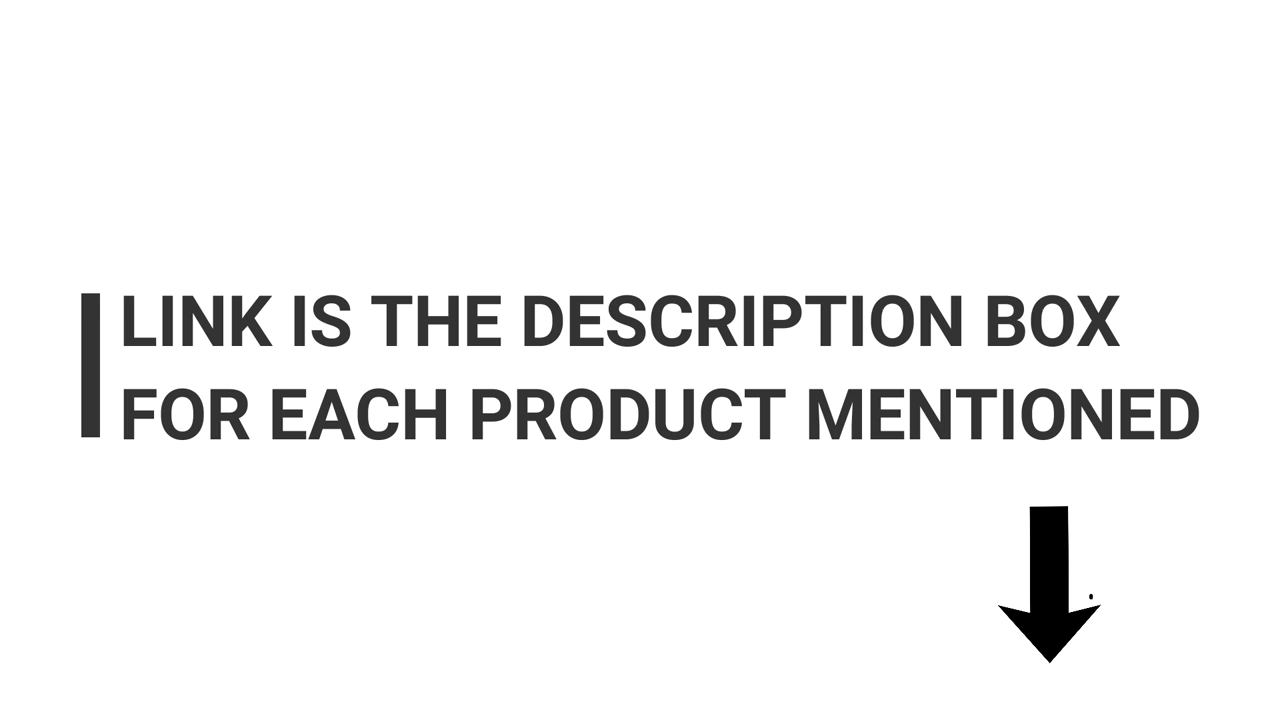 LINK IS THE DESCRIPTION BOX
FOR EACH PRODUCT MENTIONED